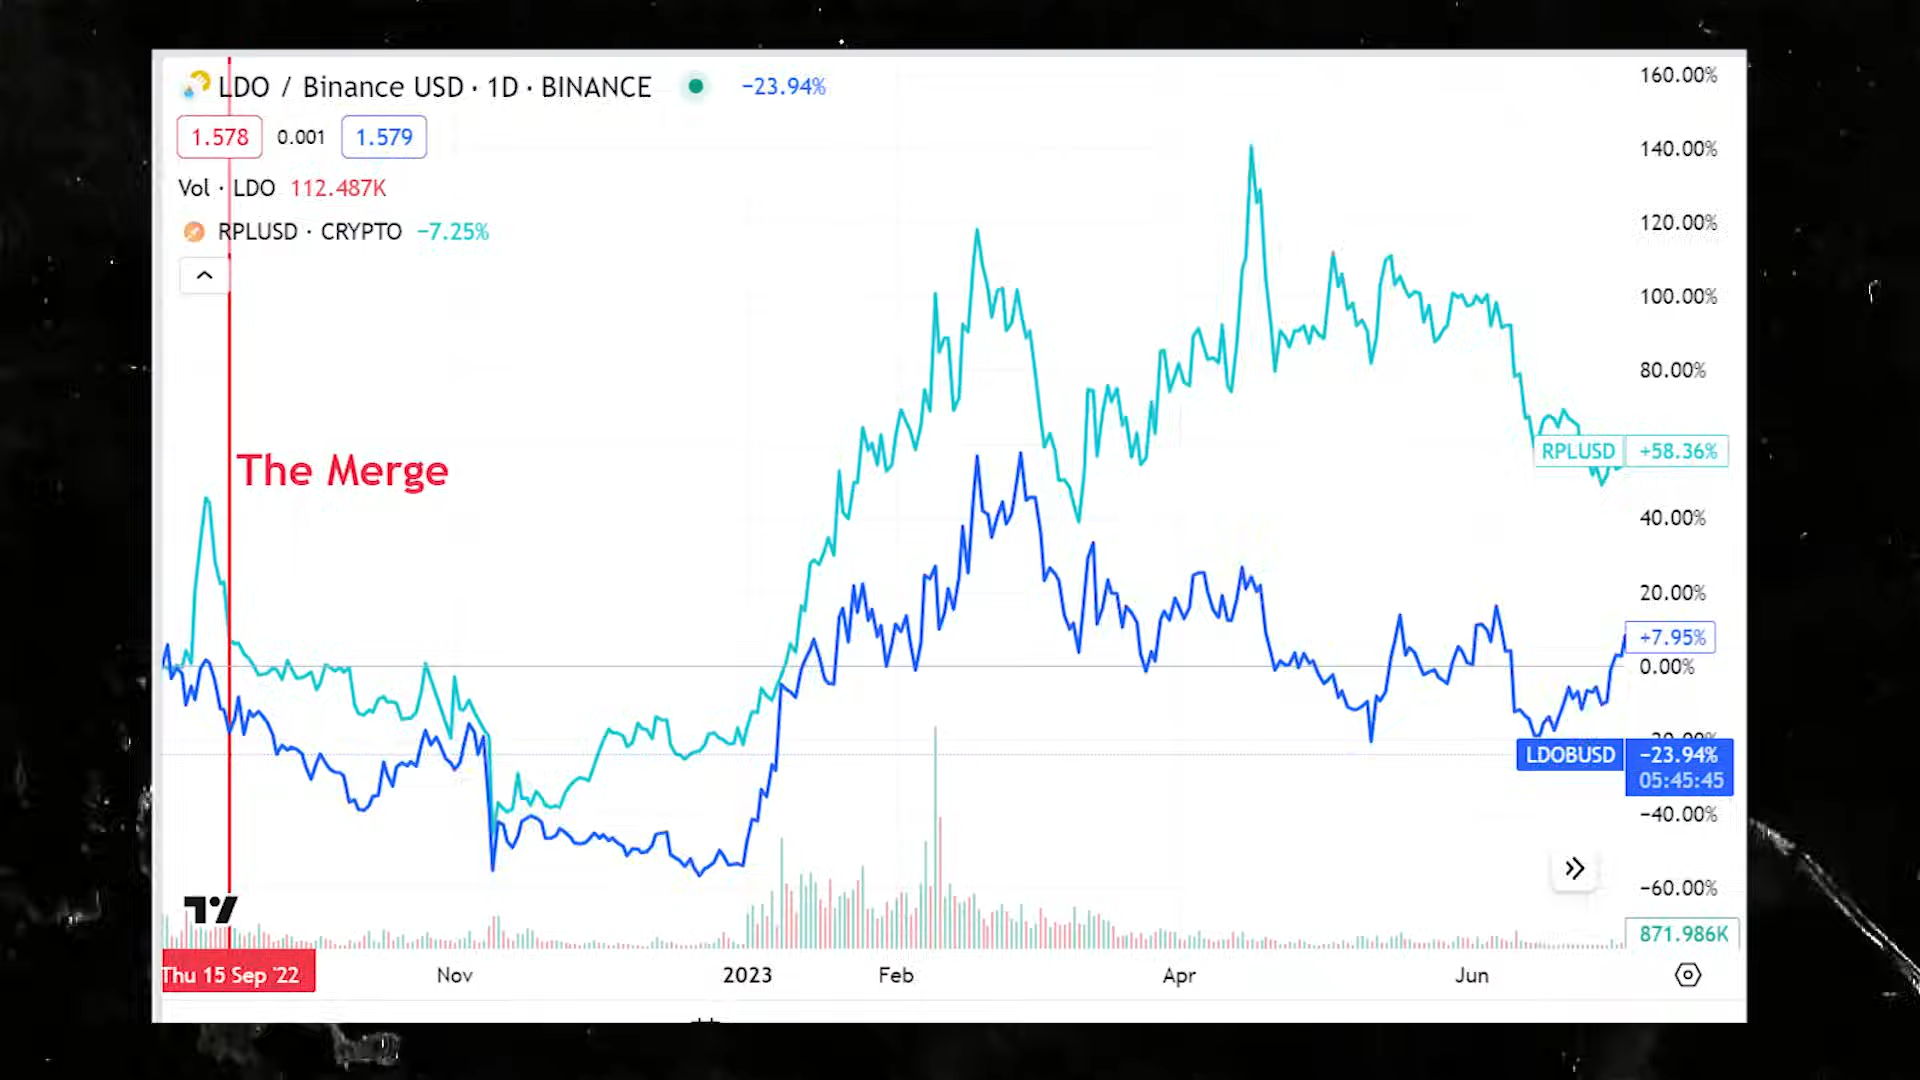 LDO / Binance USD · 1D · BINANCE −23.94%
1.578 0.001 1.579
Vol · LDO 112.487K
RPLUSD · CRYPTO −7.25%
The Merge
160.00%
140.00%
120.00%
100.00%
80.00%
RPLUSD +58.36%
40.00%
20.00%
+7.95%
0.00%
LDOBUSD −23.94%
05:45:45
−40.00%
−60.00%
871.986K
Thu 15 Sep '22 Nov 2023 Feb Apr Jun